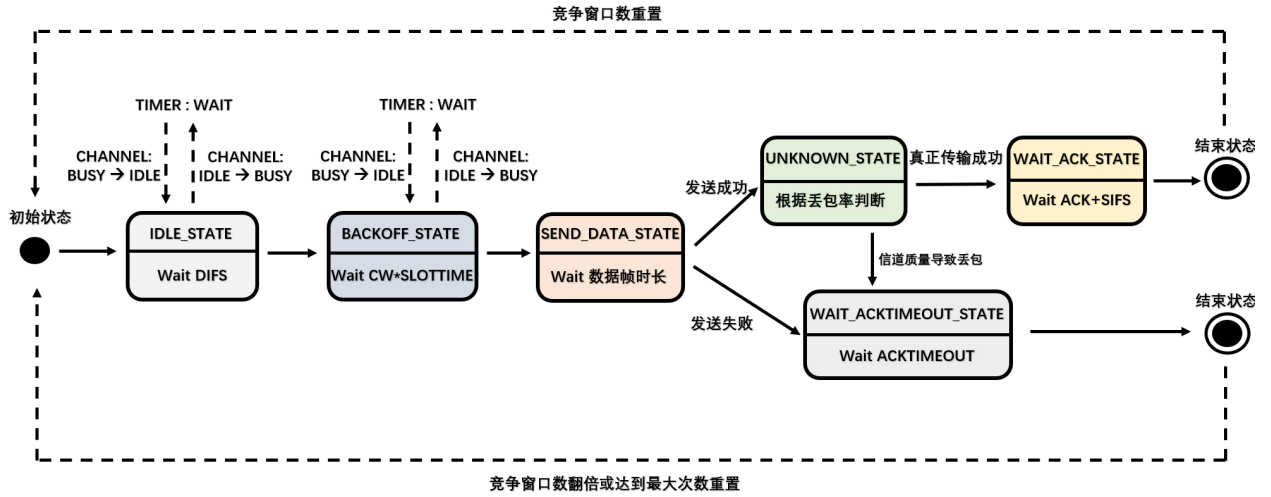 竞争窗口数重置
TIMER : WAIT
TIMER : WAIT
CHANNEL:
BUSY → IDLE
CHANNEL:
IDLE → BUSY
CHANNEL:
BUSY → IDLE
CHANNEL:
IDLE → BUSY
初始状态
IDLE_STATE
Wait DIFS
BACKOFF_STATE
Wait CW*SLOTTIME
SEND_DATA_STATE
Wait 数据帧时长
发送成功
发送失败
UNKNOWN_STATE
根据丢包率判断
真正传输成功
WAIT_ACK_STATE
Wait ACK+SIFS
结束状态
信道质量导致丢包
WAIT_ACKTIMEOUT_STATE
Wait ACKTIMEOUT
结束状态
竞争窗口数翻倍或达到最大次数重置